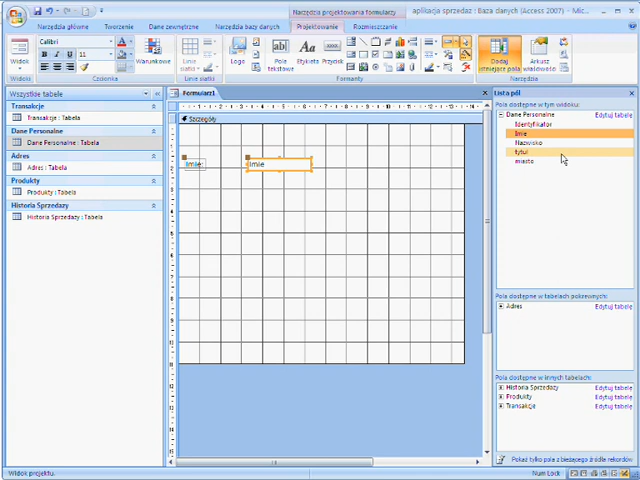 Narzędzia projektowania formularzy
aplikacja sprzedaz : Baza danych (Access 2007) - Mic...
Narzędzia główne
Tworzenie
Dane zewnętrzne
Narzędzia bazy danych
Projektowanie
Rozmieszczanie
Widok
Widoki
Calibri
11
Warunkowe
Czcionka
Linie siatki
Linie siatki
Logo
Pole tekstowe
Etykieta
Przycisk
Formanty
Dodaj istniejące pola
Arkusz właściwości
Narzędzia
Wszystkie tabele
Transakcje
Transakcje : Tabela
Dane Personalne
Dane Personalne : Tabela
Adres
Adres : Tabela
Produkty
Produkty : Tabela
Historia Sprzedazy
Historia Sprzedazy : Tabela
Formularz1
Szczegóły
Imie:
Imie
Lista pól
Pola dostępne w tym widoku:
Dane Personalne
Edytuj tabelę
Identyfikator
Imie
Nazwisko
tytul
miasto
Pola dostępne w tabelach pokrewnych:
Adres
Edytuj tabelę
Pola dostępne w innych tabelach:
Historia Sprzedazy
Edytuj tabelę
Produkty
Edytuj tabelę
Transakcje
Edytuj tabelę
Pokaż tylko pola z bieżącego źródła rekordów
Widok projektu
Num Lock